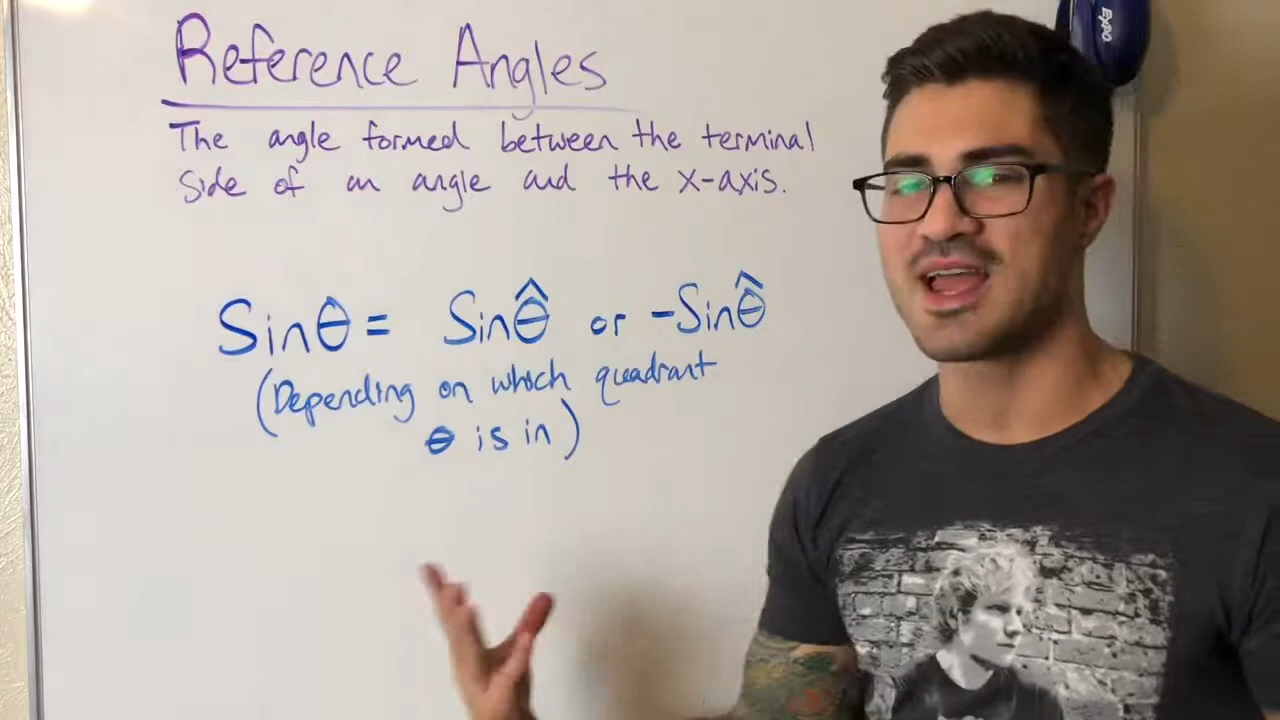 Reference Angles
The angle formed between the terminal
side of an angle and the x-axis.
Sinθ = Sinθ̂ or -Sinθ̂
(Depending on which quadrant
θ is in)
Expo